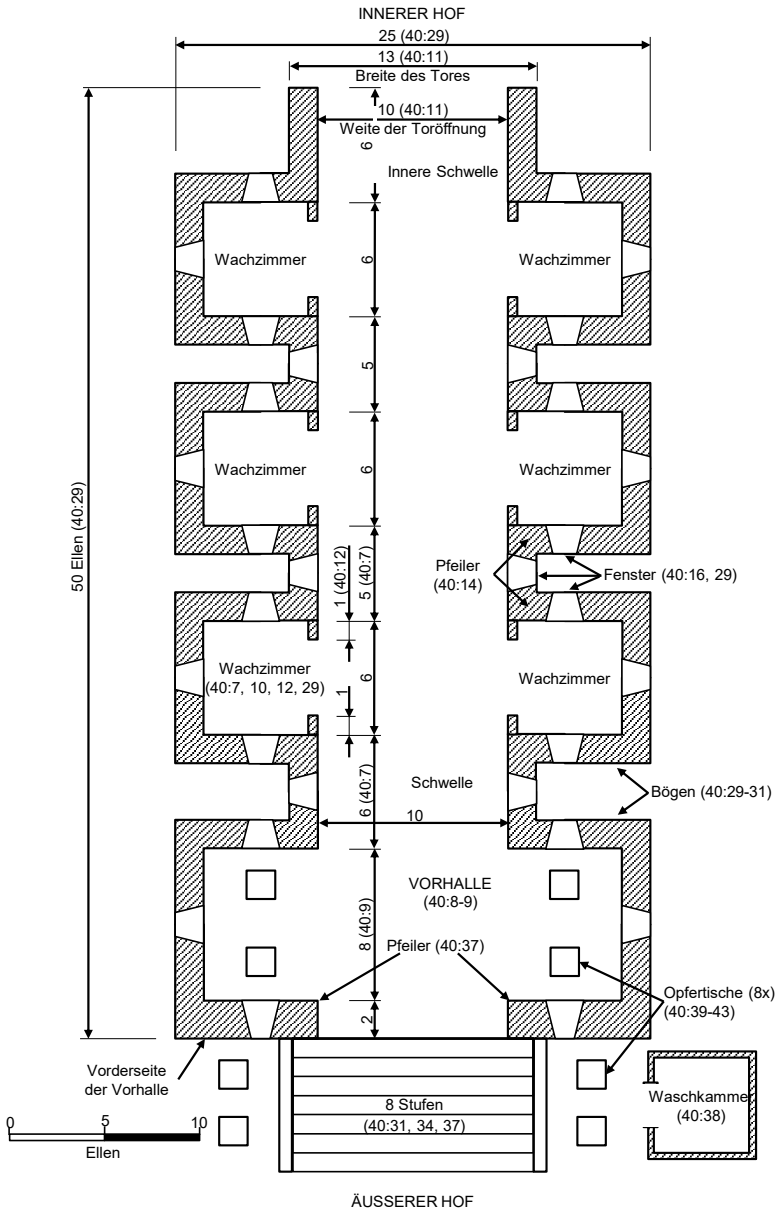 INNERER HOF
25 (40:29)
13 (40:11)
Breite des Tores
10 (40:11)
Weite der Toröffnung
6
Innere Schwelle
Wachzimmer
6
Wachzimmer
5
Wachzimmer
6
Wachzimmer
50 Ellen (40:29)
1 (40:12)
5 (40:7)
Pfeiler
(40:14)
Fenster (40:16, 29)
Wachzimmer
(40:7, 10, 12, 29)
1
6
Wachzimmer
6 (40:7)
Schwelle
10
Bögen (40:29-31)
8 (40:9)
VORHALLE
(40:8-9)
Pfeiler (40:37)
2
Opfertische (8x)
(40:39-43)
Vorderseite
der Vorhalle
8 Stufen
(40:31, 34, 37)
Waschkammer
(40:38)
0 5 10
Ellen
ÄUSSERER HOF